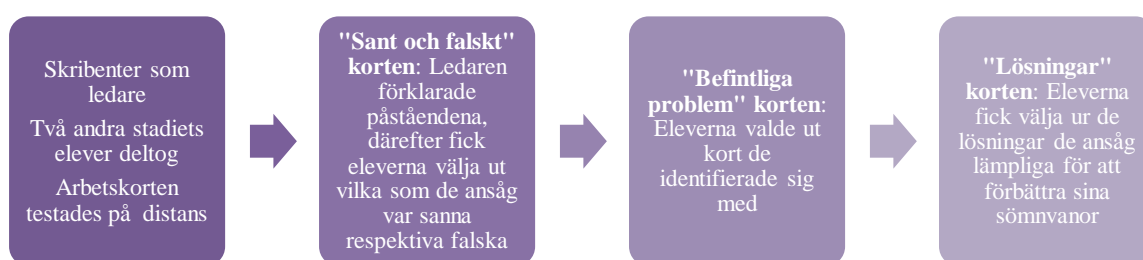 Skribenter som
ledare
Två andra stadiets
elever deltog
Arbetskorten
testades på distans
"Sant och falskt"
korten: Ledaren
förklarade
påståendena,
därefter fick
eleverna välja ut
vilka som de ansåg
var sanna
respektiva falska
"Befintliga
problem" korten:
Eleverna valde ut
kort de
identifierade sig
med
"Lösningar"
korten: Eleverna
fick välja ur de
lösningar de ansåg
lämpliga för att
förbättra sina
sömnvanor